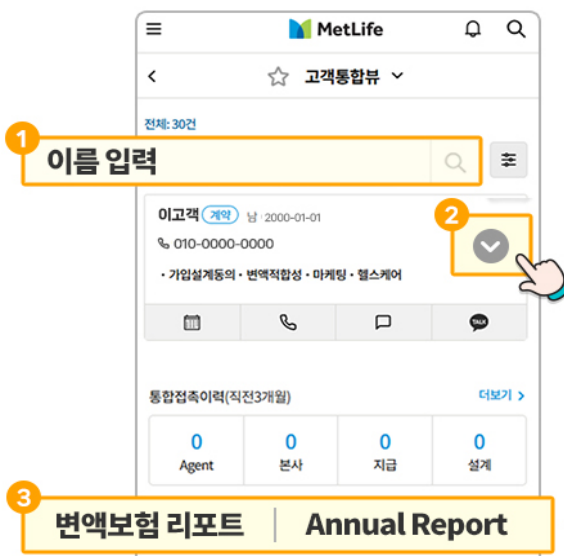 MetLife
고객통합뷰
전체: 30건
1
이름 입력
이고객 계약 남 · 2000-01-01
2
010-0000-0000
· 가입설계동의 · 변액적합성 · 마케팅 · 헬스케어
TALK
통합접촉이력(직전3개월) 더보기 >
0 0 0 0
Agent 본사 지급 설계
3
변액보험 리포트 | Annual Report